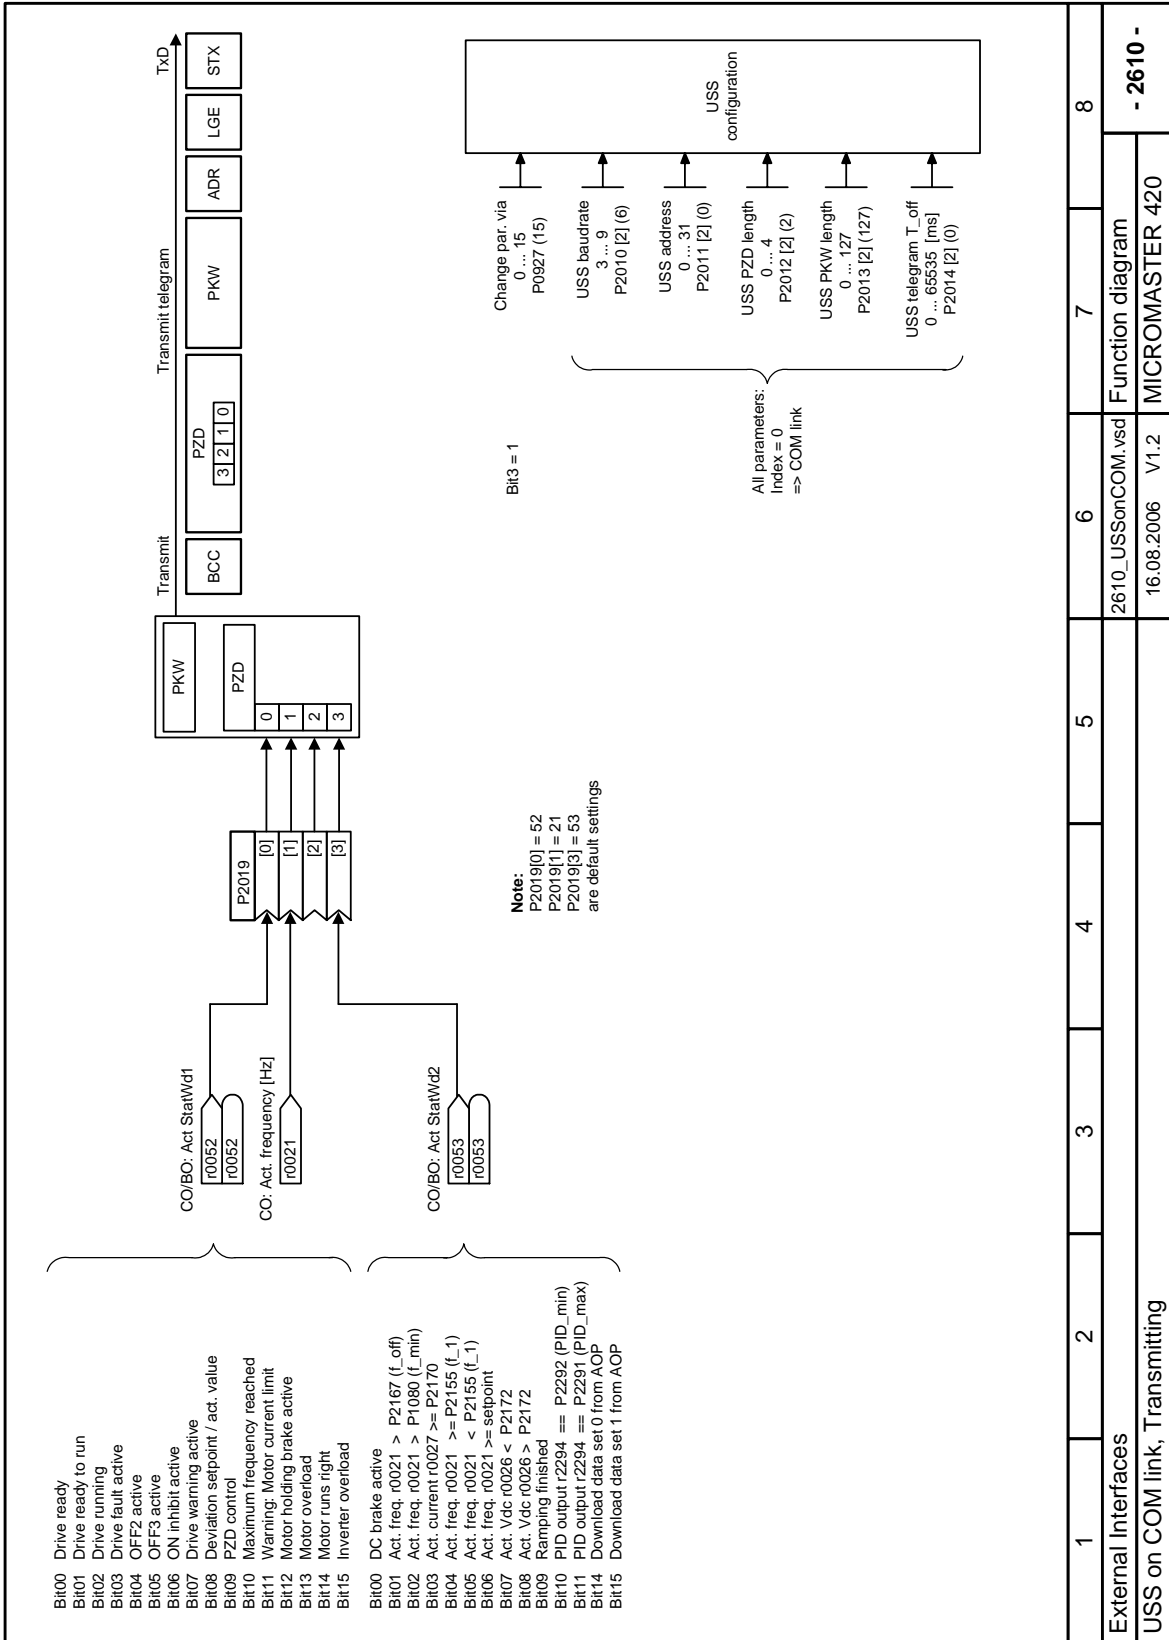 Bit00 Drive ready
Bit01 Drive ready to run
Bit02 Drive running
Bit03 Drive fault active
Bit04 OFF2 active
Bit05 OFF3 active
Bit06 ON inhibit active
Bit07 Drive warning active
Bit08 Deviation setpoint / act. value
Bit09 PZD control
Bit10 Maximum frequency reached
Bit11 Warning: Motor current limit
Bit12 Motor holding brake active
Bit13 Motor overload
Bit14 Motor runs right
Bit15 Inverter overload
Bit00 DC brake active
Bit01 Act. freq. r0021 > P2167 (f_off)
Bit02 Act. freq. r0021 > P1080 (f_min)
Bit03 Act. current r0027 >= P2170
Bit04 Act. freq. r0021 >= P2155 (f_1)
Bit05 Act. freq. r0021 < P2155 (f_1)
Bit06 Act. freq. r0021 >= setpoint
Bit07 Act. Vdc r0026 < P2172
Bit08 Act. Vdc r0026 > P2172
Bit09 Ramping finished
Bit10 PID output r2294 == P2292 (PID_min)
Bit11 PID output r2294 == P2291 (PID_max)
Bit14 Download data set 0 from AOP
Bit15 Download data set 1 from AOP
CO/BO: Act StatWd1
r0052
r0052
CO: Act. frequency [Hz]
r0021
CO/BO: Act StatWd2
r0053
r0053
P2019
[0]
[1]
[2]
[3]
Note:
P2019[0] = 52
P2019[1] = 21
P2019[3] = 53
are default settings
PKW
PZD
0
1
2
3
Transmit
Transmit telegram
TxD
BCC
PZD
3 2 1 0
PKW
ADR
LGE
STX
Bit3 = 1
Change par. via
0 ... 15
P0927 (15)
USS baudrate
3 ... 9
P2010 [2] (6)
USS address
0 ... 31
P2011 [2] (0)
USS PZD length
0 ... 4
P2012 [2] (2)
USS PKW length
0 ... 127
P2013 [2] (127)
USS telegram T_off
0 ... 65535 [ms]
P2014 [2] (0)
All parameters:
Index = 0
=> COM link
USS
configuration
1 2 3 4 5 6 7 8
External Interfaces
2610_USSonCOM.vsd
Function diagram
- 2610 -
USS on COM link, Transmitting
16.08.2006 V1.2
MICROMASTER 420